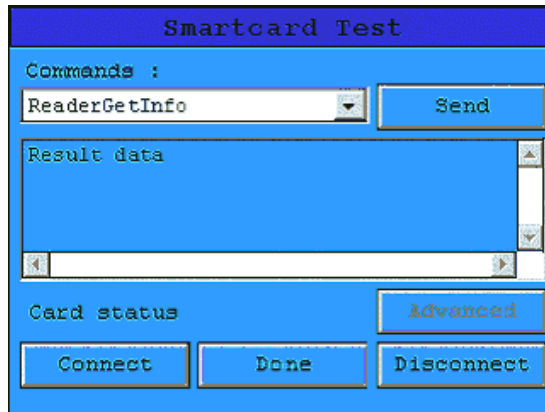 Smartcard Test
Commands :
ReaderGetInfo
Send
Result data
Card status
Advanced
Connect
Done
Disconnect